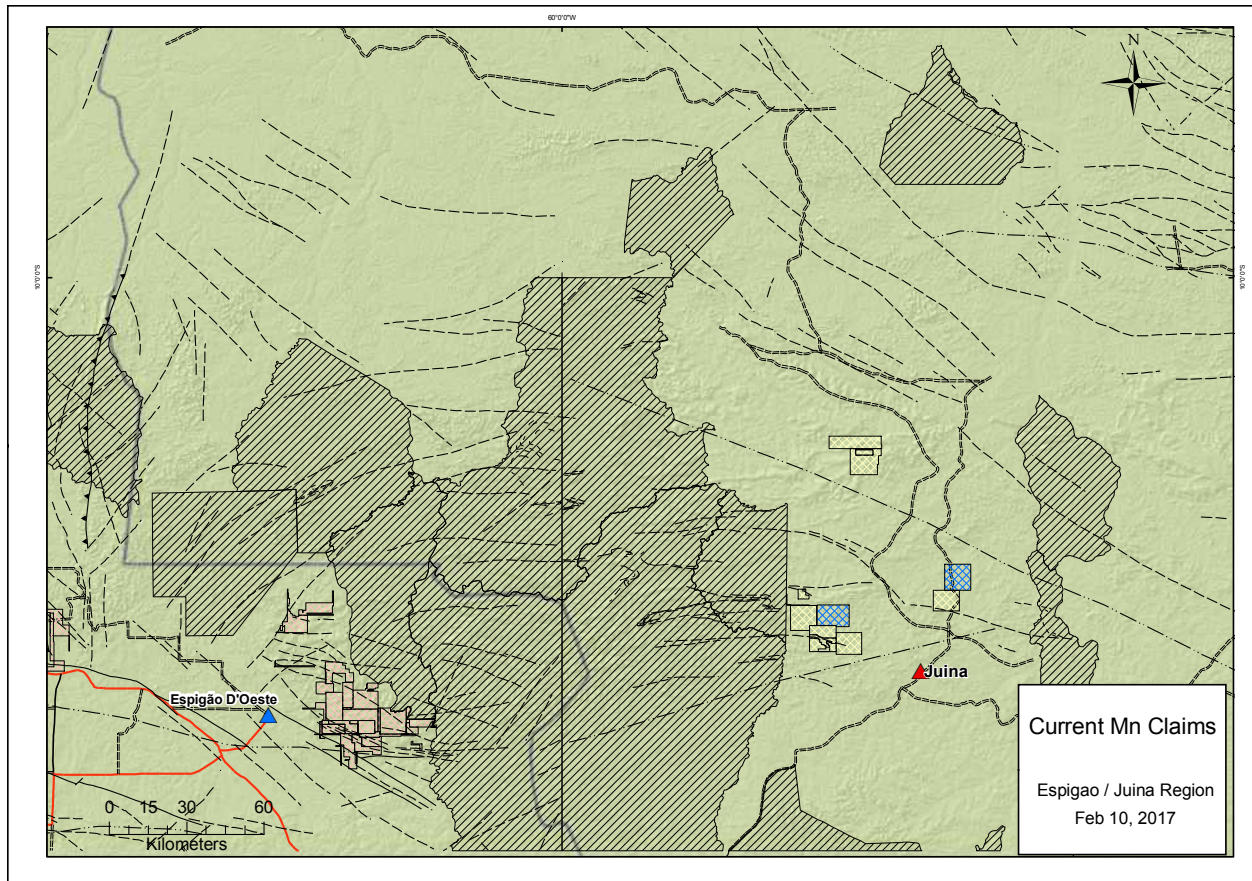 60°0'0"W
N
10°0'0"S
10°0'0"S
Juina
Espigão D'Oeste
Current Mn Claims
Espigao / Juina Region
Feb 10, 2017
0 15 30 60
Kilometers